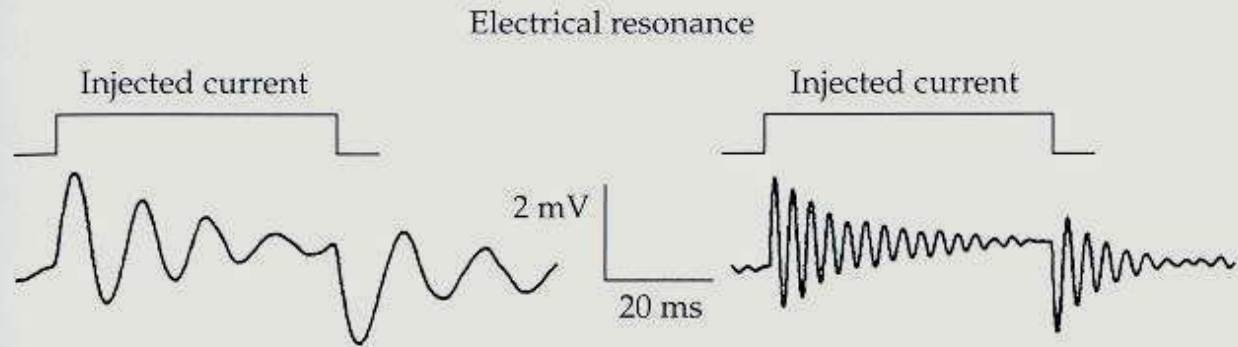 Electrical resonance
Injected current
Injected current
2 mV
20 ms